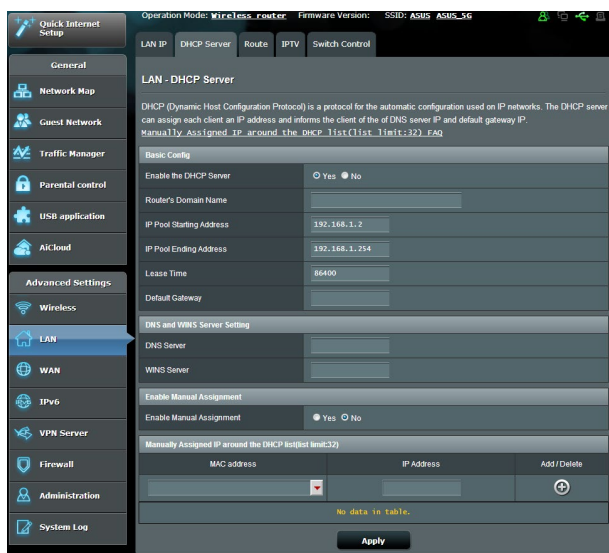 Quick Internet
Setup
General
Network Map
Guest Network
Traffic Manager
Parental control
USB application
AiCloud
Advanced Settings
Wireless
LAN
WAN
IPv6
VPN Server
Firewall
Administration
System Log
Operation Mode: Wireless router Firmware Version: SSID: ASUS ASUS_5G
LAN IP DHCP Server Route IPTV Switch Control
LAN - DHCP Server
DHCP (Dynamic Host Configuration Protocol) is a protocol for the automatic configuration used on IP networks. The DHCP server
can assign each client an IP address and informs the client of the of DNS server IP and default gateway IP.
Manually Assigned IP around the DHCP list(list limit:32) FAQ
Basic Config
Enable the DHCP Server Yes No
Router's Domain Name
IP Pool Starting Address 192.168.1.2
IP Pool Ending Address 192.168.1.254
Lease Time 86400
Default Gateway
DNS and WINS Server Setting
DNS Server
WINS Server
Enable Manual Assignment
Enable Manual Assignment Yes No
Manually Assigned IP around the DHCP list(list limit:32)
MAC address IP Address Add / Delete
No data in table.
Apply